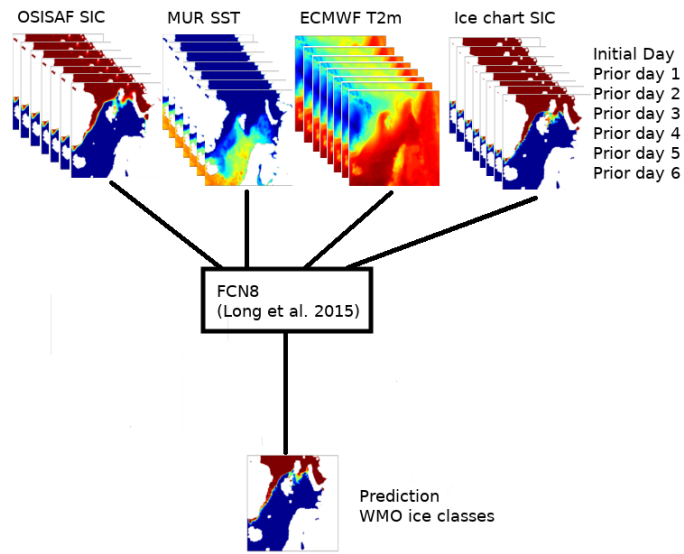 OSISAF SIC
MUR SST
ECMWF T2m
Ice chart SIC
Initial Day
Prior day 1
Prior day 2
Prior day 3
Prior day 4
Prior day 5
Prior day 6
FCN8
(Long et al. 2015)
Prediction
WMO ice classes